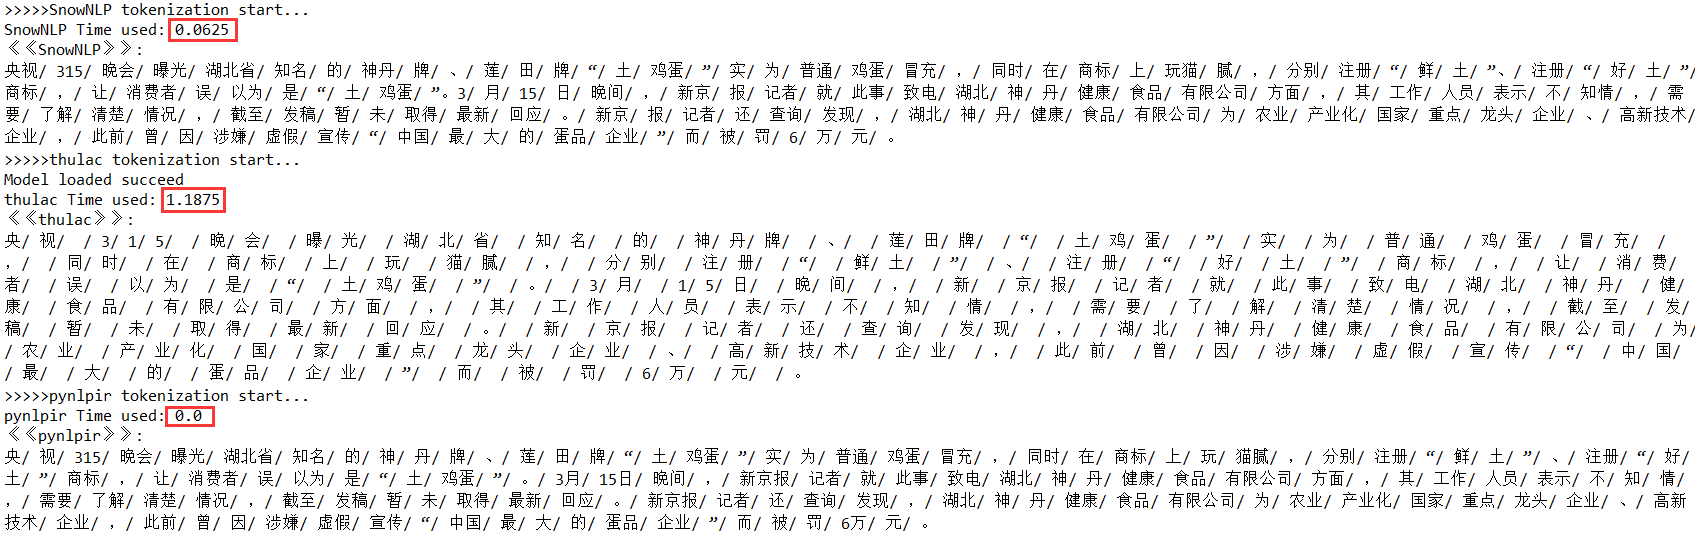 >>>>>SnowNLP tokenization start...
SnowNLP Time used: 0.0625
《《SnowNLP》》:
央视/ 315/ 晚会/ 曝光/ 湖北省/ 知名/ 的/ 神丹/ 牌/ 、/ 莲/ 田/ 牌/ “/ 土/ 鸡蛋/ ”/ 实/ 为/ 普通/ 鸡蛋/ 冒充/ ，/ 同时/ 在/ 商标/ 上/ 玩猫/ 腻/ ，/ 分别/ 注册/ “/ 鲜/ 土/ ”、/ 注册/ “/ 好/ 土/ ”/
商标/ ，/ 让/ 消费者/ 误/ 以为/ 是/ “/ 土/ 鸡蛋/ ”。3/ 月/ 15/ 日/ 晚间/ ，/ 新京/ 报/ 记者/ 就/ 此事/ 致电/ 湖北/ 神/ 丹/ 健康/ 食品/ 有限公司/ 方面/ ，/ 其/ 工作/ 人员/ 表示/ 不/ 知情/ ，/ 需
要/ 了解/ 清楚/ 情况/ ，/ 截至/ 发稿/ 暂/ 未/ 取得/ 最新/ 回应/ 。/ 新京/ 报/ 记者/ 还/ 查询/ 发现/ ，/ 湖北/ 神/ 丹/ 健康/ 食品/ 有限公司/ 为/ 农业/ 产业化/ 国家/ 重点/ 龙头/ 企业/ 、/ 高新技术/
企业/ ，/ 此前/ 曾/ 因/ 涉嫌/ 虚假/ 宣传/ “/ 中国/ 最/ 大/ 的/ 蛋品/ 企业/ ”/ 而/ 被/ 罚/ 6/ 万/ 元/ 。
>>>>>thulac tokenization start...
Model loaded succeed
thulac Time used: 1.1875
《《thulac》》:
央/ 视/  / 3/ 1/ 5/  / 晚/ 会/  / 曝/ 光/  / 湖/ 北/ 省/  / 知/ 名/  / 的/  / 神/ 丹/ 牌/  / 、/  / 莲/ 田/ 牌/  / “/  / 土/ 鸡/ 蛋/  / ”/  / 实/  / 为/  / 普/ 通/  / 鸡/ 蛋/  / 冒/ 充/  /
，/  / 同/ 时/  / 在/  / 商/ 标/  / 上/  / 玩/  / 猫/ 腻/  / ，/  / 分/ 别/  / 注/ 册/  / “/  / 鲜/ 土/  / ”/  / 、/  / 注/ 册/  / “/  / 好/  / 土/  / ”/  / 商/ 标/  / ，/  / 让/  / 消/ 费/
者/  / 误/  / 以/ 为/  / 是/  / “/  / 土/ 鸡/ 蛋/  / ”/  / 。/  / 3/ 月/  / 1/ 5/ 日/  / 晚/ 间/  / ，/  / 新/  / 京/ 报/  / 记/ 者/  / 就/  / 此/ 事/  / 致/ 电/  / 湖/ 北/  / 神/ 丹/  / 健/
康/  / 食/ 品/  / 有/ 限/ 公/ 司/  / 方/ 面/  / ，/  / 其/  / 工/ 作/  / 人/ 员/  / 表/ 示/  / 不/  / 知/  / 情/  / ，/  / 需/ 要/  / 了/  / 解/  / 清/ 楚/  / 情/ 况/  / ，/  / 截/ 至/  / 发/
稿/  / 暂/  / 未/  / 取/ 得/  / 最/ 新/  / 回/ 应/  / 。/  / 新/  / 京/ 报/  / 记/ 者/  / 还/  / 查/ 询/  / 发/ 现/  / ，/  / 湖/ 北/  / 神/ 丹/  / 健/ 康/  / 食/ 品/  / 有/ 限/ 公/ 司/  / 为/
/ 农/ 业/  / 产/ 业/ 化/  / 国/  / 家/  / 重/ 点/  / 龙/ 头/  / 企/ 业/  / 、/  / 高/ 新/ 技/ 术/  / 企/ 业/  / ，/  / 此/ 前/  / 曾/  / 因/  / 涉/ 嫌/  / 虚/ 假/  / 宣/ 传/  / “/  / 中/ 国/
/ 最/  / 大/  / 的/  / 蛋/ 品/  / 企/ 业/  / ”/  / 而/  / 被/  / 罚/  / 6/ 万/  / 元/  / 。
>>>>>pynlpir tokenization start...
pynlpir Time used: 0.0
《《pynlpir》》:
央/ 视/ 315/ 晚会/ 曝光/ 湖北省/ 知名/ 的/ 神/ 丹/ 牌/ 、/ 莲/ 田/ 牌/ “/ 土/ 鸡蛋/ ”/ 实/ 为/ 普通/ 鸡蛋/ 冒充/ ，/ 同时/ 在/ 商标/ 上/ 玩/ 猫腻/ ，/ 分别/ 注册/ “/ 鲜/ 土/ ”/ 、/ 注册/ “/ 好/
土/ ”/ 商标/ ，/ 让/ 消费者/ 误/ 以为/ 是/ “/ 土/ 鸡蛋/ ”/ 。/ 3月/ 15日/ 晚间/ ，/ 新京报/ 记者/ 就/ 此事/ 致电/ 湖北/ 神/ 丹/ 健康/ 食品/ 有限公司/ 方面/ ，/ 其/ 工作/ 人员/ 表示/ 不/ 知/ 情/
，/ 需要/ 了解/ 清楚/ 情况/ ，/ 截至/ 发稿/ 暂/ 未/ 取得/ 最新/ 回应/ 。/ 新京报/ 记者/ 还/ 查询/ 发现/ ，/ 湖北/ 神/ 丹/ 健康/ 食品/ 有限公司/ 为/ 农业/ 产业化/ 国家/ 重点/ 龙头/ 企业/ 、/ 高新
技术/ 企业/ ，/ 此前/ 曾/ 因/ 涉嫌/ 虚假/ 宣传/ “/ 中国/ 最/ 大/ 的/ 蛋品/ 企业/ ”/ 而/ 被/ 罚/ 6万/ 元/ 。